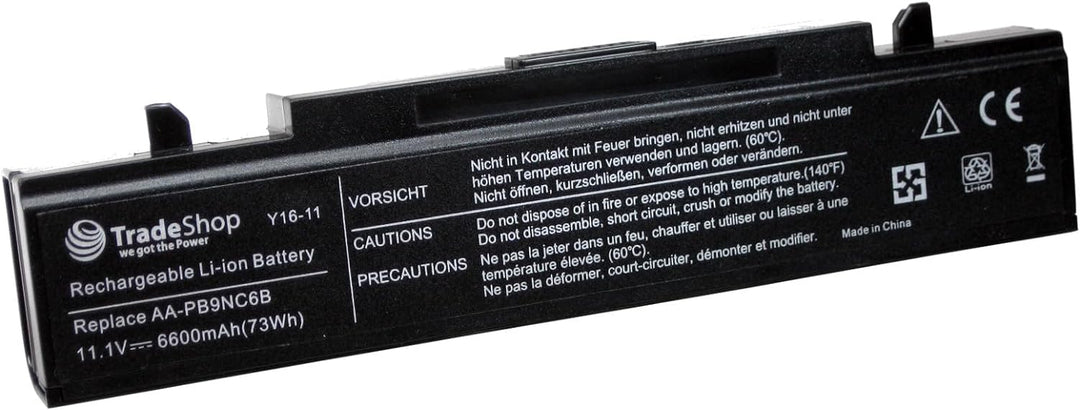 TradeShop
we got the Power
Y16-11
Rechargeable Li-ion Battery
Replace AA-PB9NC6B
11.1V⎓6600mAh(73Wh)
VORSICHT
Nicht in Kontakt mit Feuer bringen, nicht erhitzen und nicht unter
höhen Temperaturen verwenden und lagern. (60°C)
Nicht öffnen, kurzschließen, verformen oder verändern.
CAUTIONS
Do not dispose of in fire or expose to high temperature.(140°F)
Do not disassemble, short circuit, crush or modify the battery.
PRECAUTIONS
Ne pas la jeter dans un feu, chauffer et utiliser la laisser à une
température élevée. (60°C).
Ne pas la déformer, court-circuiter, démonter et modifier.
CE
Li-ion
Made in China